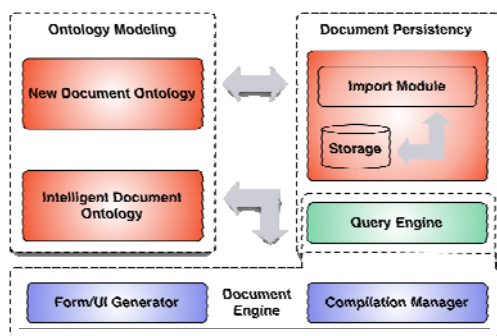 Ontology Modeling
New Document Ontology
Intelligent Document
Ontology
Document Persistency
Import Module
Storage
Query Engine
Form/UI Generator
Document
Engine
Compilation Manager